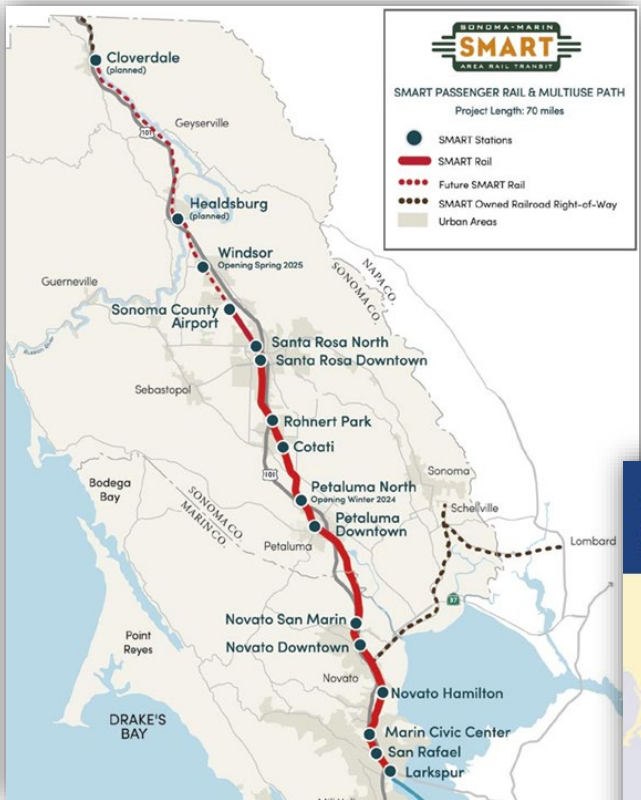 SONOMA-MARIN
SMART
AREA RAIL TRANSIT
SMART PASSENGER RAIL & MULTIUSE PATH
Project Length: 70 miles
SMART Stations
SMART Rail
Future SMART Rail
SMART Owned Railroad Right-of-Way
Urban Areas
Cloverdale
(planned)
Geyserville
101
Healdsburg
(planned)
Windsor
Opening Spring 2025
NAPA CO.
SONOMA CO.
Guerneville
Sonoma County
Airport
Russian River
Santa Rosa North
Santa Rosa Downtown
Sebastopol
Rohnert Park
Cotati
101
Sonoma
Bodega
Bay
Petaluma North
Opening Winter 2024
SONOMA CO.
MARIN CO.
Schellville
Petaluma
Downtown
Petaluma
Lombard
37
Novato San Marin
Novato Downtown
Point
Reyes
Novato
Novato Hamilton
DRAKE'S
BAY
Marin Civic Center
San Rafael
Larkspur